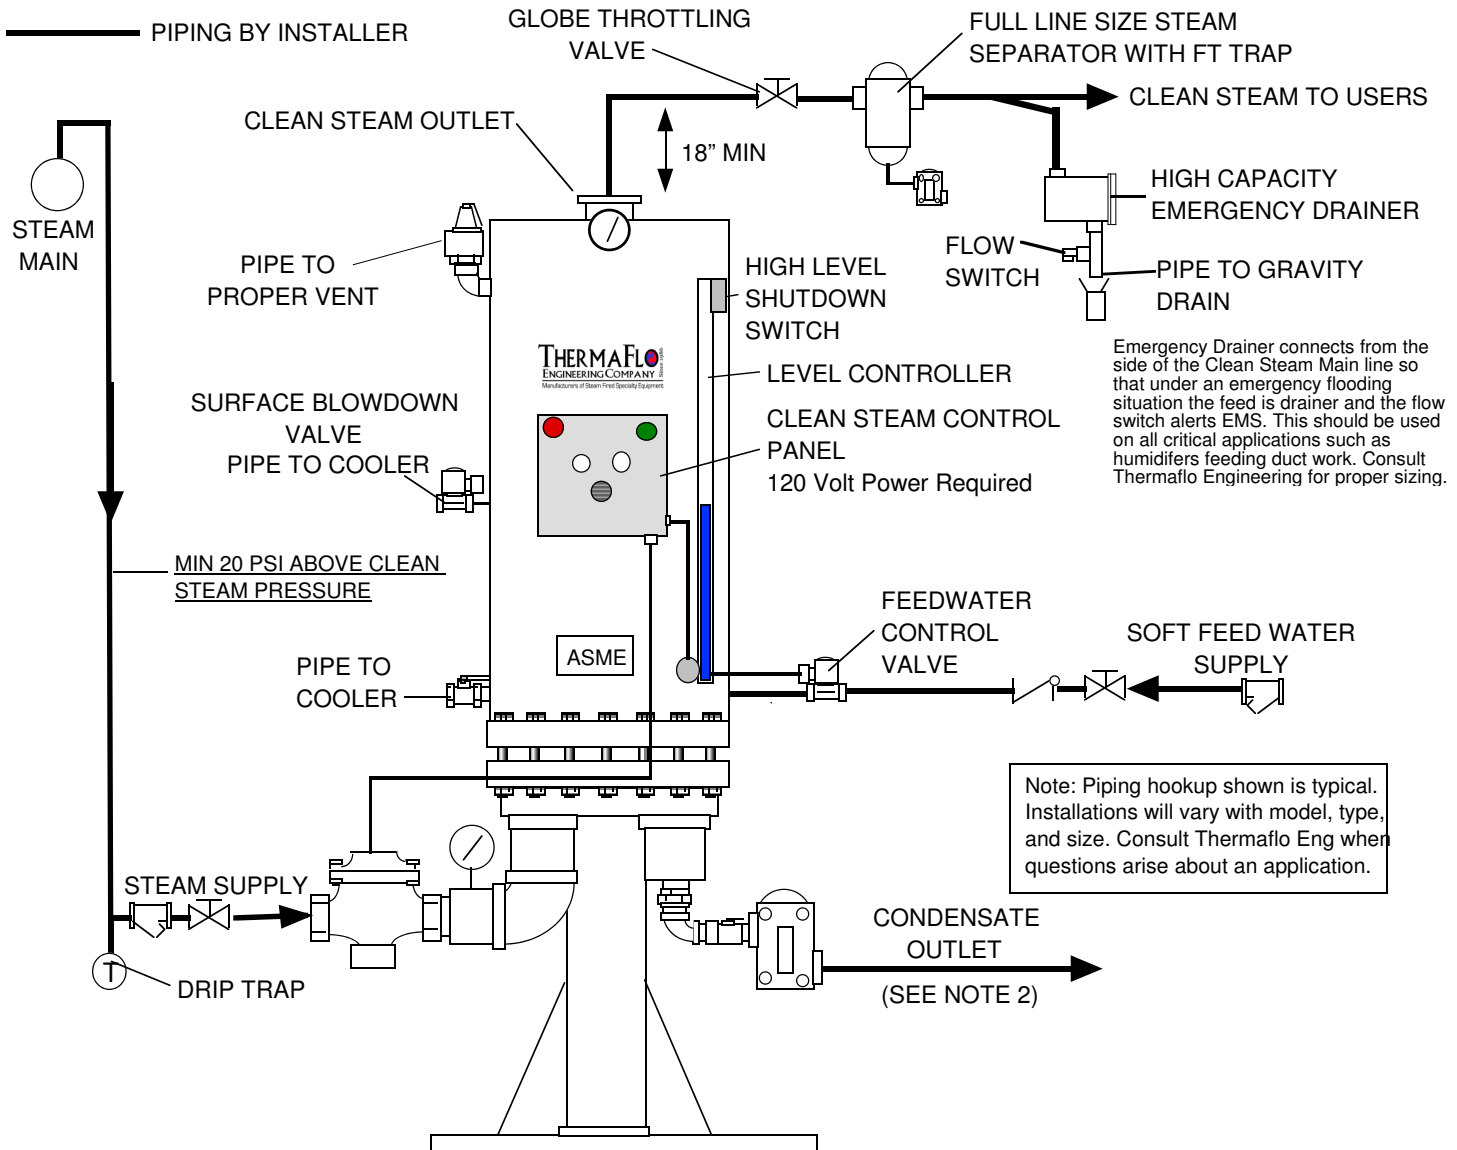 PIPING BY INSTALLER
GLOBE THROTTLING
VALVE
FULL LINE SIZE STEAM
SEPARATOR WITH FT TRAP
CLEAN STEAM OUTLET
CLEAN STEAM TO USERS
18” MIN
STEAM
MAIN
HIGH CAPACITY
EMERGENCY DRAINER
FLOW
SWITCH
PIPE TO GRAVITY
DRAIN
PIPE TO
PROPER VENT
HIGH LEVEL
SHUTDOWN
SWITCH
Emergency Drainer connects from the
side of the Clean Steam Main line so
that under an emergency flooding
situation the feed is drainer and the flow
switch alerts EMS. This should be used
on all critical applications such as
humidifers feeding duct work. Consult
Thermaflo Engineering for proper sizing.
THERMAFLO
ENGINEERING COMPANY
Since 1986
Manufacturers of Steam Fired Specialty Equipment
LEVEL CONTROLLER
SURFACE BLOWDOWN
VALVE
PIPE TO COOLER
CLEAN STEAM CONTROL
PANEL
120 Volt Power Required
MIN 20 PSI ABOVE CLEAN
STEAM PRESSURE
FEEDWATER
CONTROL
VALVE
SOFT FEED WATER
SUPPLY
ASME
PIPE TO
COOLER
Note: Piping hookup shown is typical.
Installations will vary with model, type,
and size. Consult Thermaflo Eng when
questions arise about an application.
STEAM SUPPLY
CONDENSATE
OUTLET
(SEE NOTE 2)
T
DRIP TRAP